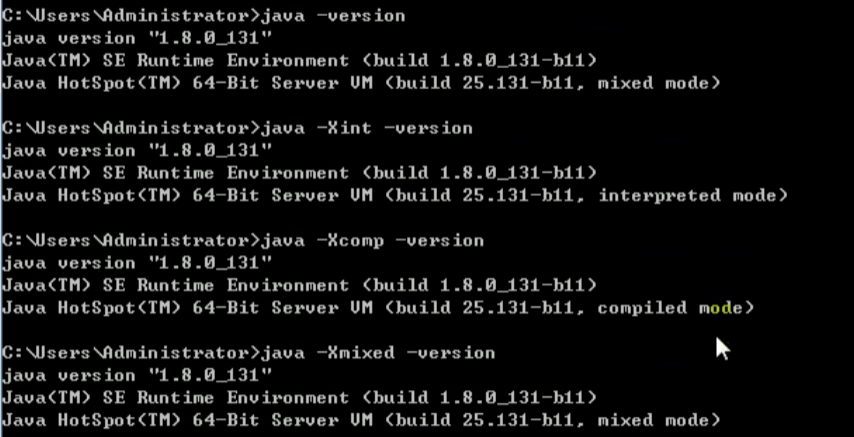 C:\Users\Administrator>java -version
java version "1.8.0_131"
Java(TM) SE Runtime Environment (build 1.8.0_131-b11)
Java HotSpot(TM) 64-Bit Server VM (build 25.131-b11, mixed mode)
C:\Users\Administrator>java -Xint -version
java version "1.8.0_131"
Java(TM) SE Runtime Environment (build 1.8.0_131-b11)
Java HotSpot(TM) 64-Bit Server VM (build 25.131-b11, interpreted mode)
C:\Users\Administrator>java -Xcomp -version
java version "1.8.0_131"
Java(TM) SE Runtime Environment (build 1.8.0_131-b11)
Java HotSpot(TM) 64-Bit Server VM (build 25.131-b11, compiled mode)
C:\Users\Administrator>java -Xmixed -version
java version "1.8.0_131"
Java(TM) SE Runtime Environment (build 1.8.0_131-b11)
Java HotSpot(TM) 64-Bit Server VM (build 25.131-b11, mixed mode)